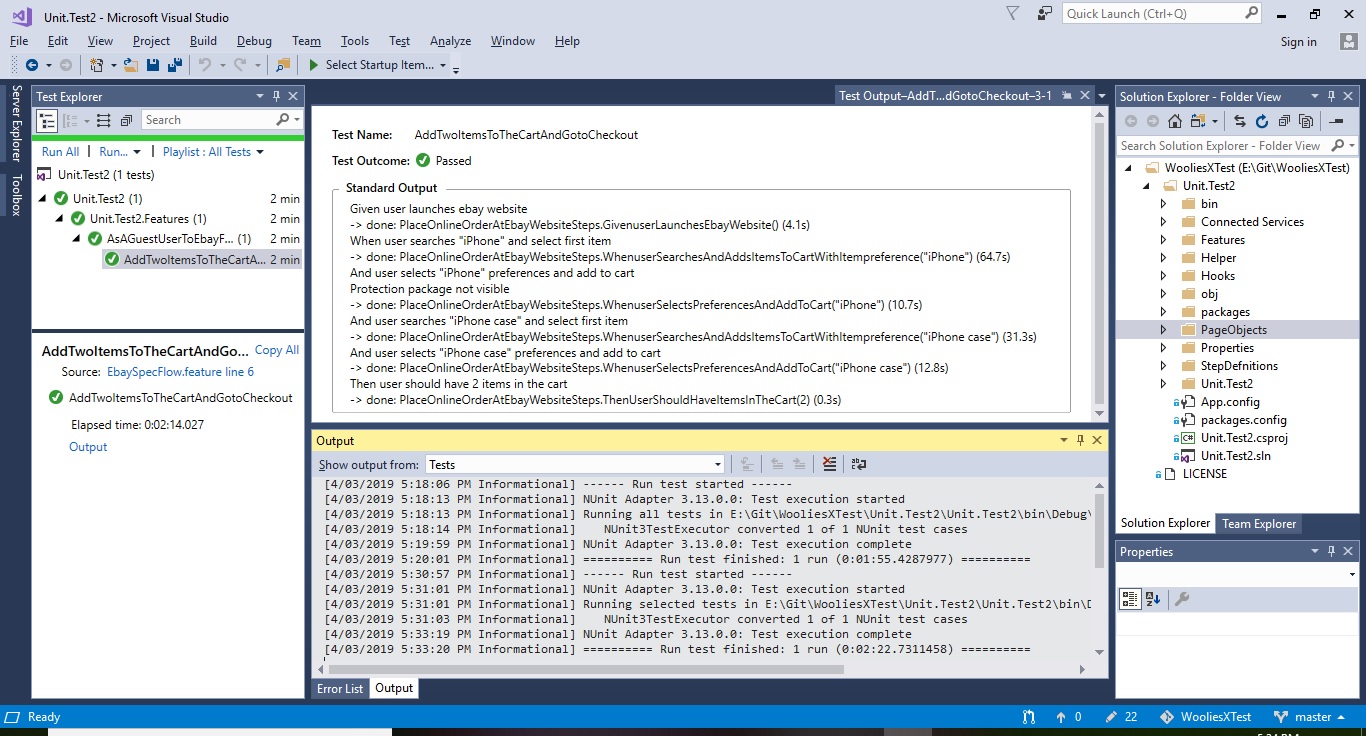 Unit.Test2 - Microsoft Visual Studio
Quick Launch (Ctrl+Q)
File Edit View Project Build Debug Team Tools Test Analyze Window Help
Sign in
Select Startup Item...
Server Explorer
Toolbox
Test Explorer
Search
Run All | Run... | Playlist : All Tests
Unit.Test2 (1 tests)
Unit.Test2 (1) 2 min
Unit.Test2.Features (1) 2 min
AsAGuestUserToEbayF... (1) 2 min
AddTwoItemsToTheCartA... 2 min
AddTwoItemsToTheCartAndGo... Copy All
Source: EbaySpecFlow.feature line 6
AddTwoItemsToTheCartAndGotoCheckout
Elapsed time: 0:02:14.027
Output
Test Output–AddT...dGotoCheckout–3-1
Test Name: AddTwoItemsToTheCartAndGotoCheckout
Test Outcome: Passed
Standard Output
Given user launches ebay website
-> done: PlaceOnlineOrderAtEbayWebsiteSteps.GivenuserLaunchesEbayWebsite() (4.1s)
When user searches "iPhone" and select first item
-> done: PlaceOnlineOrderAtEbayWebsiteSteps.WhenuserSearchesAndAddsItemsToCartWithItempreference("iPhone") (64.7s)
And user selects "iPhone" preferences and add to cart
Protection package not visible
-> done: PlaceOnlineOrderAtEbayWebsiteSteps.WhenuserSelectsPreferencesAndAddToCart("iPhone") (10.7s)
And user searches "iPhone case" and select first item
-> done: PlaceOnlineOrderAtEbayWebsiteSteps.WhenuserSearchesAndAddsItemsToCartWithItempreference("iPhone case") (31.3s)
And user selects "iPhone case" preferences and add to cart
-> done: PlaceOnlineOrderAtEbayWebsiteSteps.WhenuserSelectsPreferencesAndAddToCart("iPhone case") (12.8s)
Then user should have 2 items in the cart
-> done: PlaceOnlineOrderAtEbayWebsiteSteps.ThenUserShouldHaveItemsInTheCart(2) (0.3s)
Output
Show output from: Tests
[4/03/2019 5:18:06 PM Informational] ------ Run test started ------
[4/03/2019 5:18:13 PM Informational] NUnit Adapter 3.13.0.0: Test execution started
[4/03/2019 5:18:13 PM Informational] Running all tests in E:\Git\WooliesXTest\Unit.Test2\Unit.Test2\bin\Debug\
[4/03/2019 5:18:14 PM Informational] NUnit3TestExecutor converted 1 of 1 NUnit test cases
[4/03/2019 5:19:59 PM Informational] NUnit Adapter 3.13.0.0: Test execution complete
[4/03/2019 5:20:01 PM Informational] ========== Run test finished: 1 run (0:01:55.4287977) ==========
[4/03/2019 5:30:57 PM Informational] ------ Run test started ------
[4/03/2019 5:31:01 PM Informational] NUnit Adapter 3.13.0.0: Test execution started
[4/03/2019 5:31:01 PM Informational] Running selected tests in E:\Git\WooliesXTest\Unit.Test2\Unit.Test2\bin\
[4/03/2019 5:31:03 PM Informational] NUnit3TestExecutor converted 1 of 1 NUnit test cases
[4/03/2019 5:33:19 PM Informational] NUnit Adapter 3.13.0.0: Test execution complete
[4/03/2019 5:33:20 PM Informational] ========== Run test finished: 1 run (0:02:22.7311458) ==========
Error List Output
Solution Explorer - Folder View
Search Solution Explorer - Folder View
WooliesXTest (E:\Git\WooliesXTest)
Unit.Test2
bin
Connected Services
Features
Helper
Hooks
obj
packages
PageObjects
Properties
StepDefnitions
Unit.Test2
App.config
packages.config
C# Unit.Test2.csproj
Unit.Test2.sln
LICENSE
Solution Explorer Team Explorer
Properties
Ready
0 22 WooliesXTest master